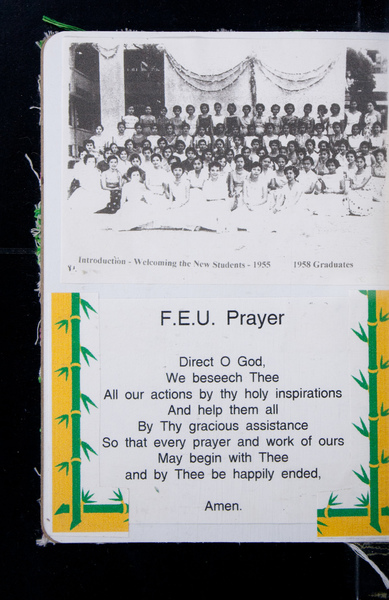 Introduction - Welcoming the New Students - 1955 1958 Graduates
F.E.U. Prayer
Direct O God,
We beseech Thee
All our actions by thy holy inspirations
And help them all
By Thy gracious assistance
So that every prayer and work of ours
May begin with Thee
and by Thee be happily ended,
Amen.